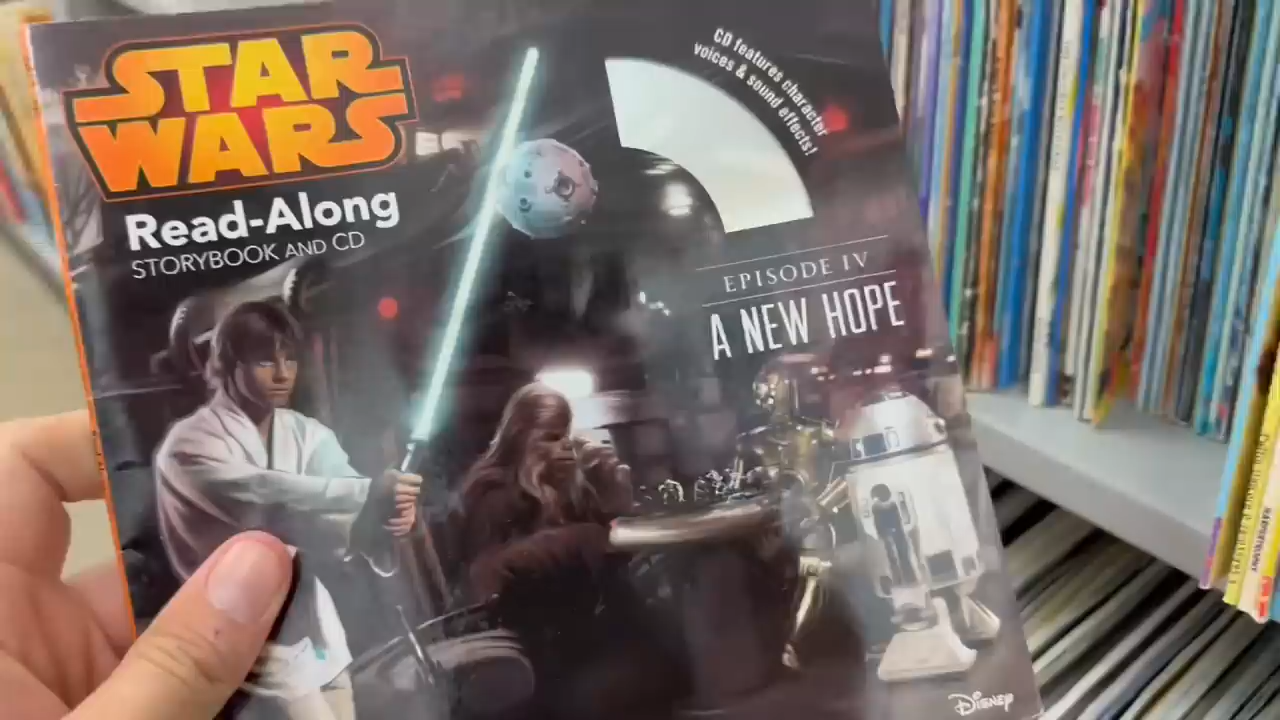 STAR
WARS
Read-Along
STORYBOOK AND CD
CD features character
voices & sound effects!
EPISODE IV
A NEW HOPE
DISNEY